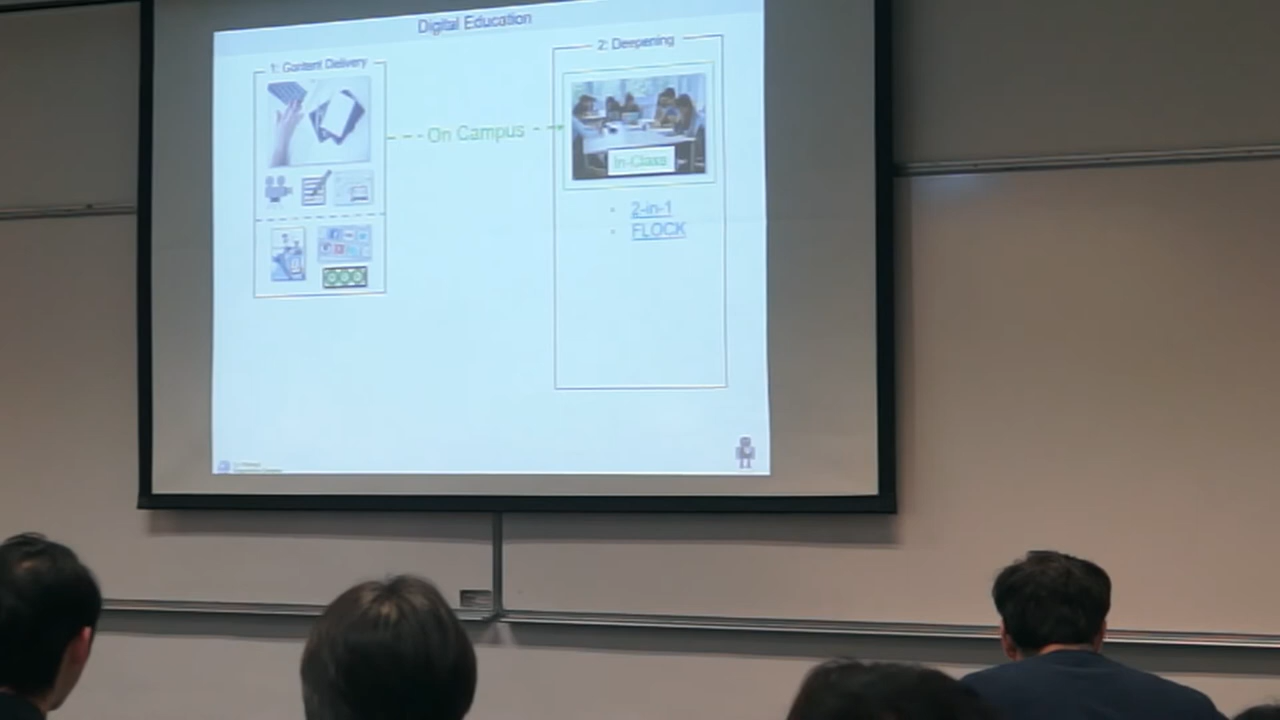 Digital Education
1: Content Delivery
2: Deepening
On Campus
In-Class
2-in-1
FLOCK